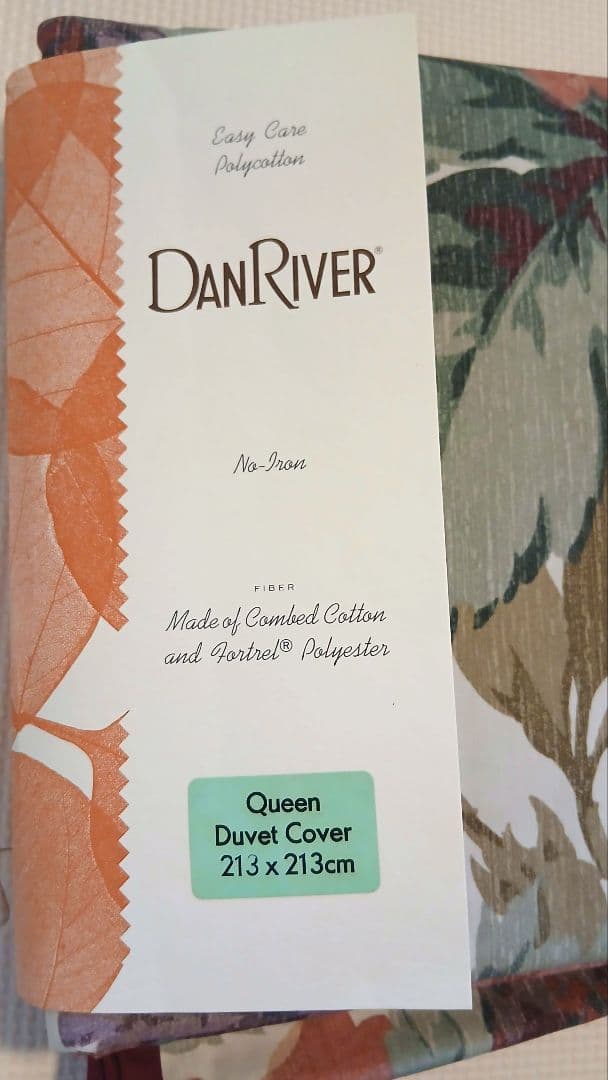 Easy Care
Polycotton
DANRIVER®
No-Iron
FIBER
Made of Combed Cotton
and Fortrel® Polyester
Queen
Duvet Cover
213 x 213cm